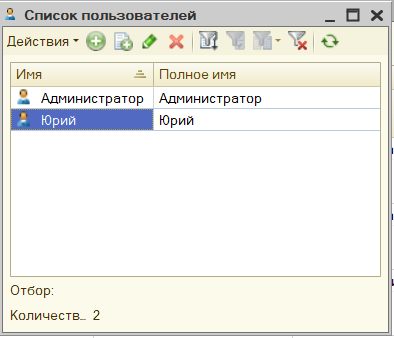 Список пользователей
Действия
Имя Полное имя
Администратор Администратор
Юрий Юрий
Отбор:
Количеств... 2